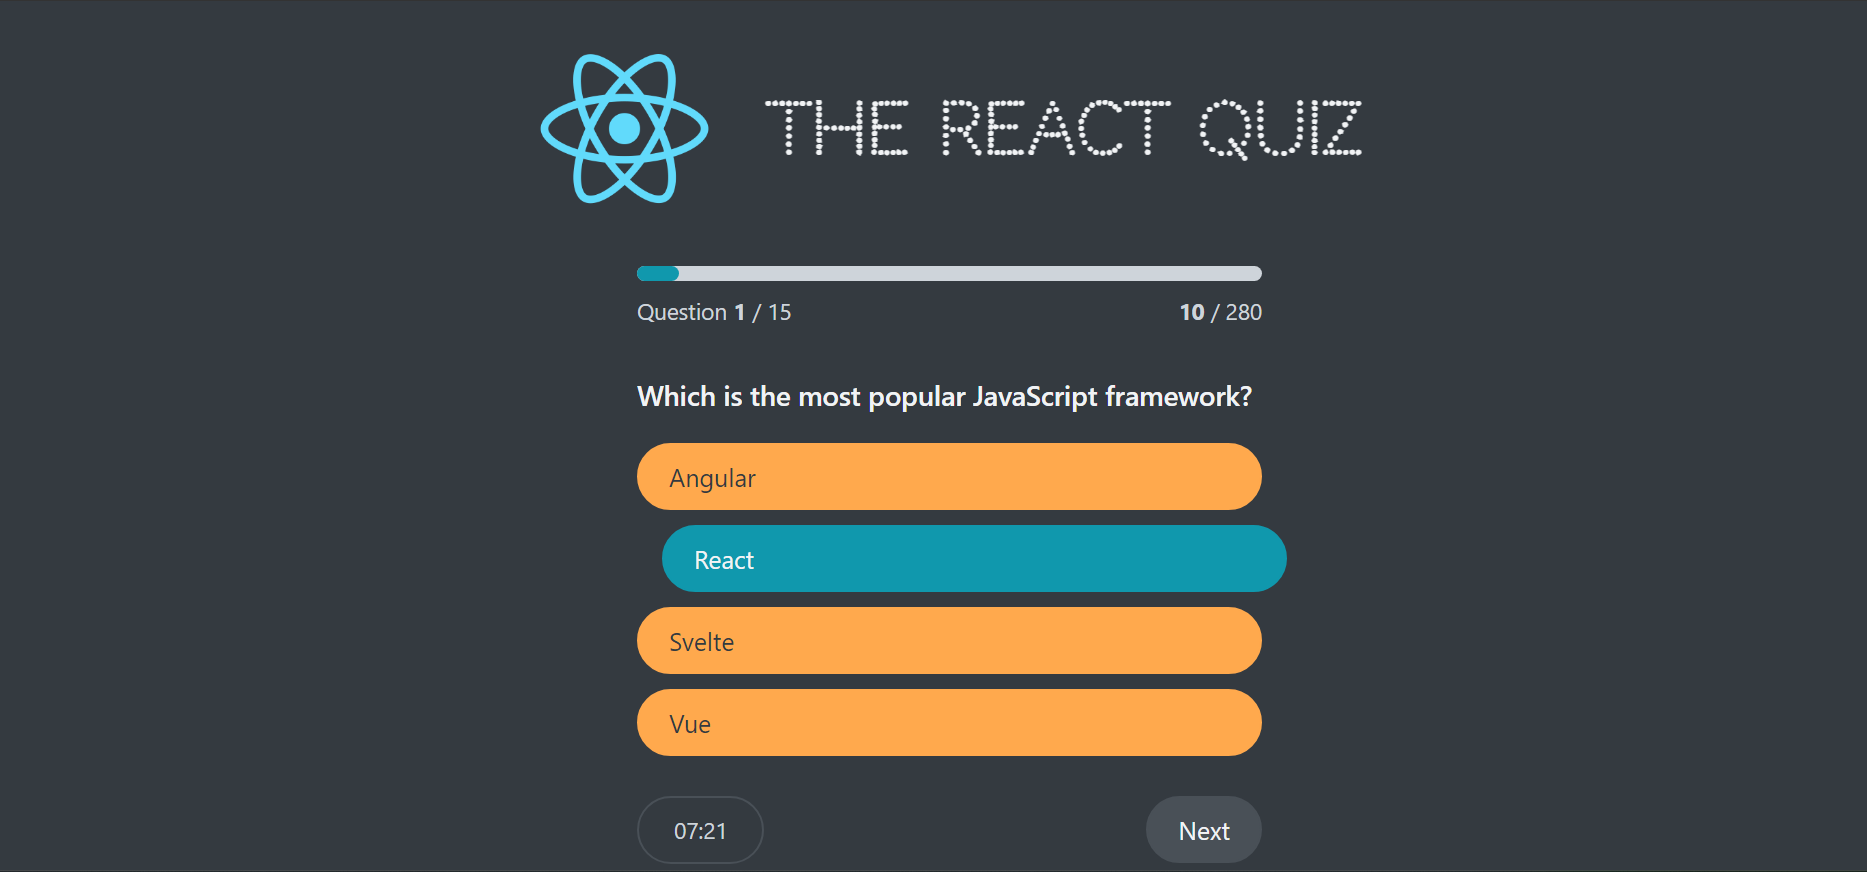 THE REACT QUIZ
Question 1 / 15
10 / 280
Which is the most popular JavaScript framework?
Angular
React
Svelte
Vue
07:21
Next